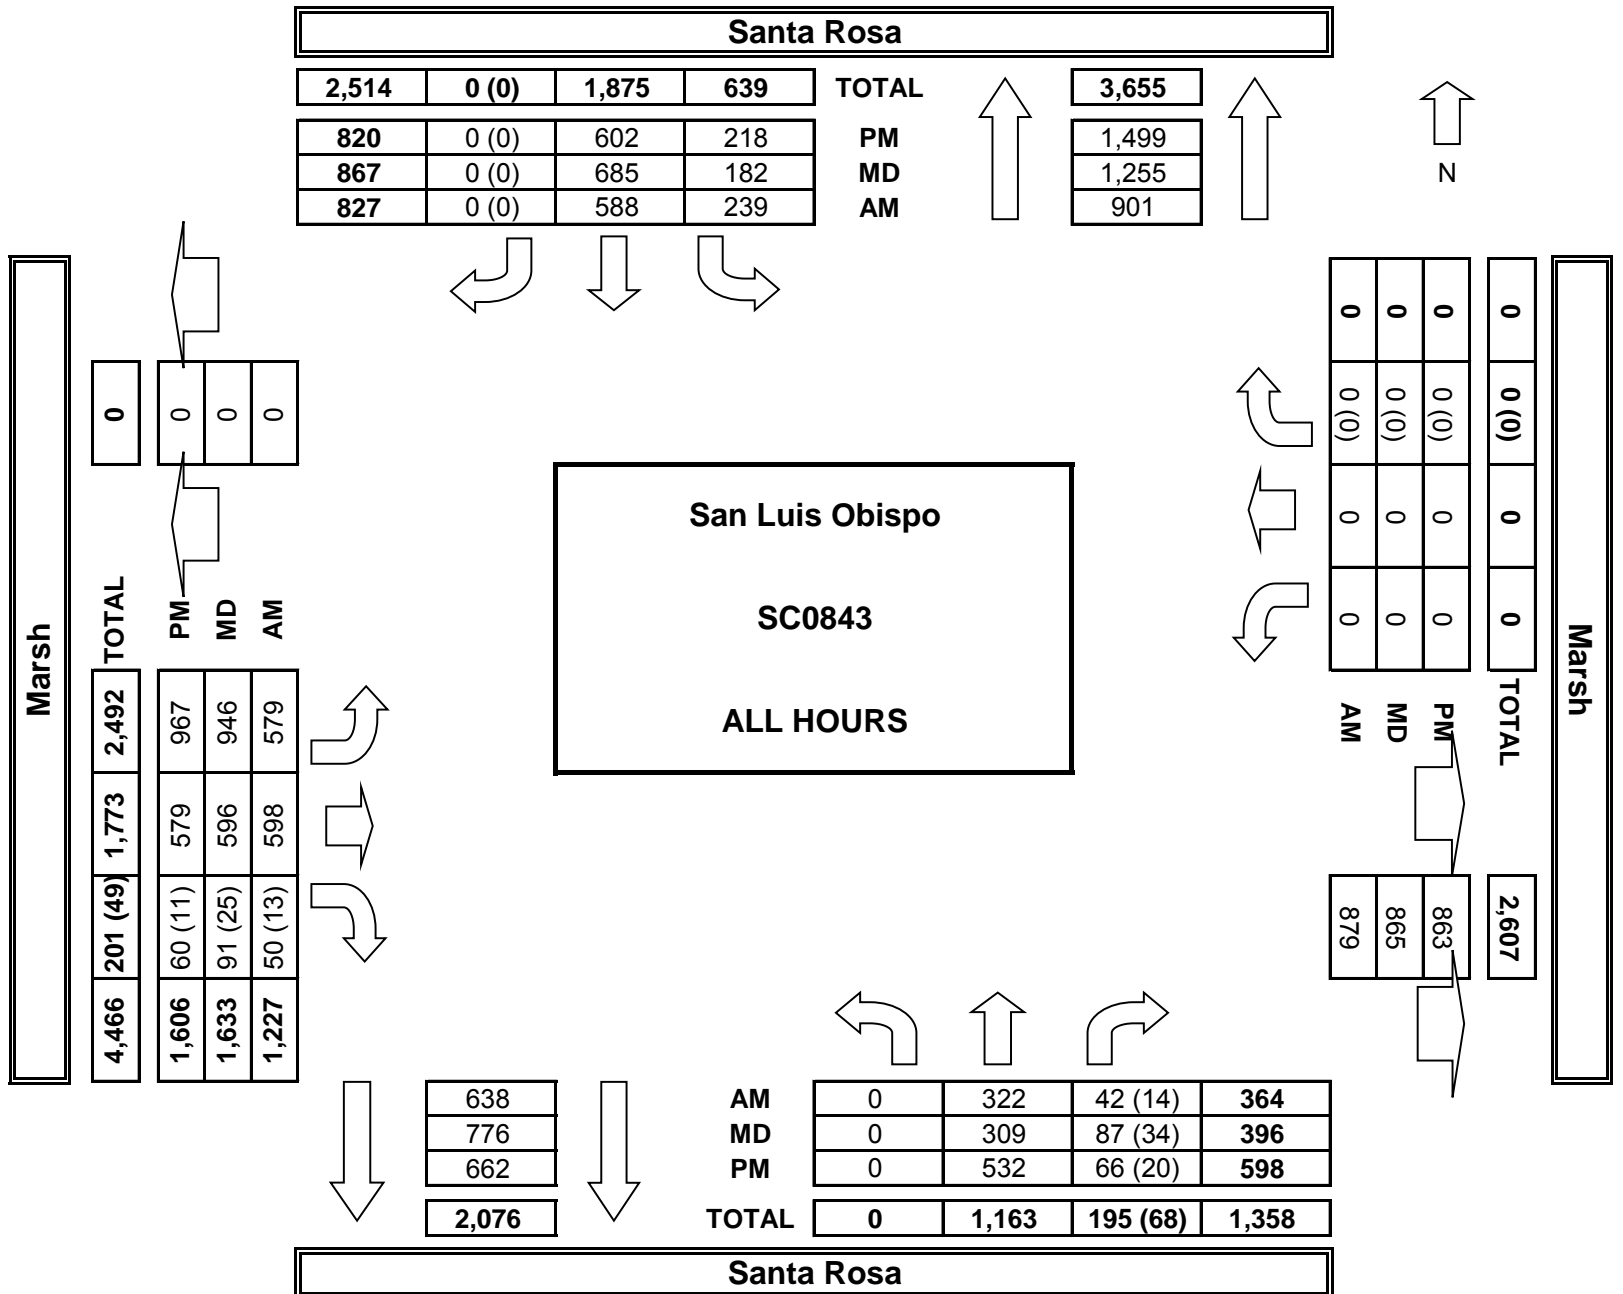 Santa Rosa
2,514 0 (0) 1,875 639 TOTAL 3,655
820 0 (0) 602 218 PM 1,499
867 0 (0) 685 182 MD 1,255
827 0 (0) 588 239 AM 901
N
Marsh
0 0 0 0
TOTAL PM MD AM
2,492 967 946 579
1,773 579 596 598
201 (49) 60 (11) 91 (25) 50 (13)
4,466 1,606 1,633 1,227
San Luis Obispo
SC0843
ALL HOURS
0 0 0 0
0 (0) 0 (0) 0 (0) 0 (0)
0 0 0 0
0 0 0 0
AM MD PM TOTAL
879 865 863 2,607
Marsh
638 AM 0 322 42 (14) 364
776 MD 0 309 87 (34) 396
662 PM 0 532 66 (20) 598
2,076 TOTAL 0 1,163 195 (68) 1,358
Santa Rosa